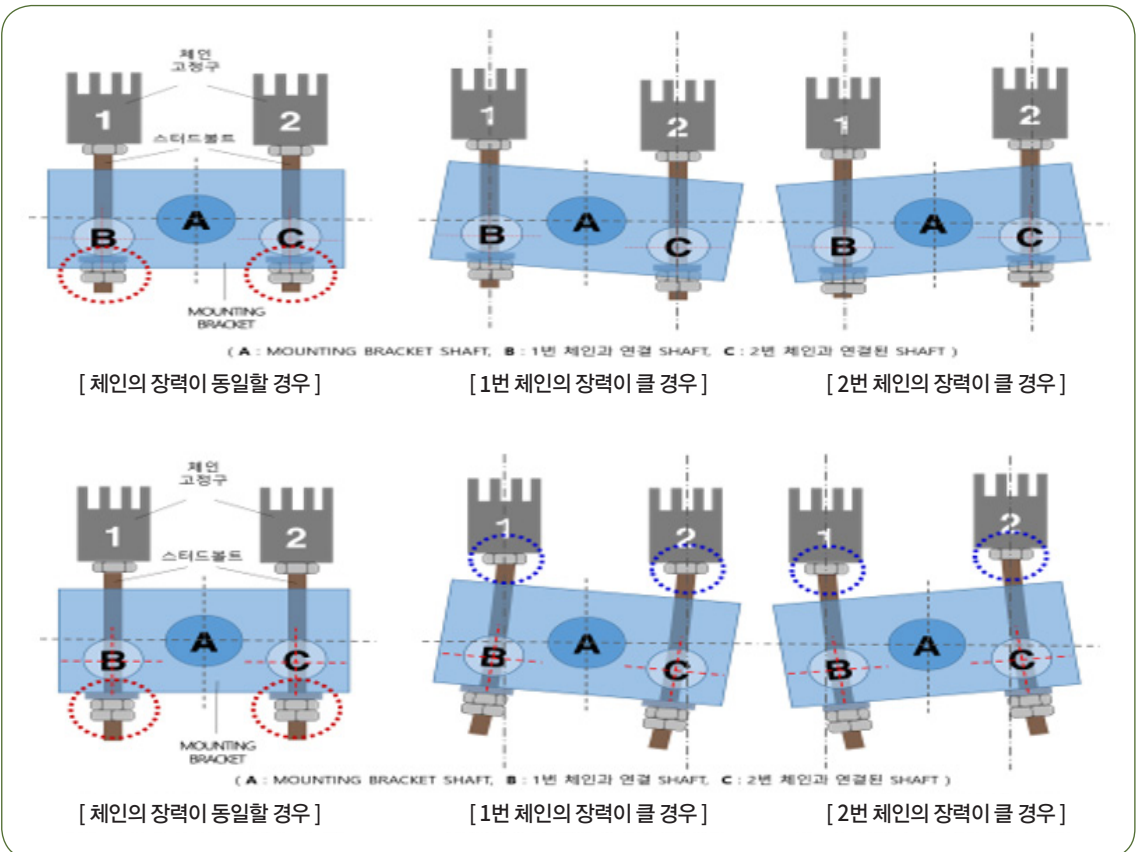 체인
고정구
1
2
스터드볼트
A
B
C
MOUNTING
BRACKET
1
2
A
B
C
1
2
A
B
C
( A : MOUNTING BRACKET SHAFT, B : 1번 체인과 연결 SHAFT, C : 2번 체인과 연결된 SHAFT )
[ 체인의 장력이 동일할 경우 ]
[ 1번 체인의 장력이 클 경우 ]
[ 2번 체인의 장력이 클 경우 ]
체인
고정구
1
2
스터드볼트
A
B
C
MOUNTING
BRACKET
1
2
A
B
C
1
2
A
B
C
( A : MOUNTING BRACKET SHAFT, B : 1번 체인과 연결 SHAFT, C : 2번 체인과 연결된 SHAFT )
[ 체인의 장력이 동일할 경우 ]
[ 1번 체인의 장력이 클 경우 ]
[ 2번 체인의 장력이 클 경우 ]